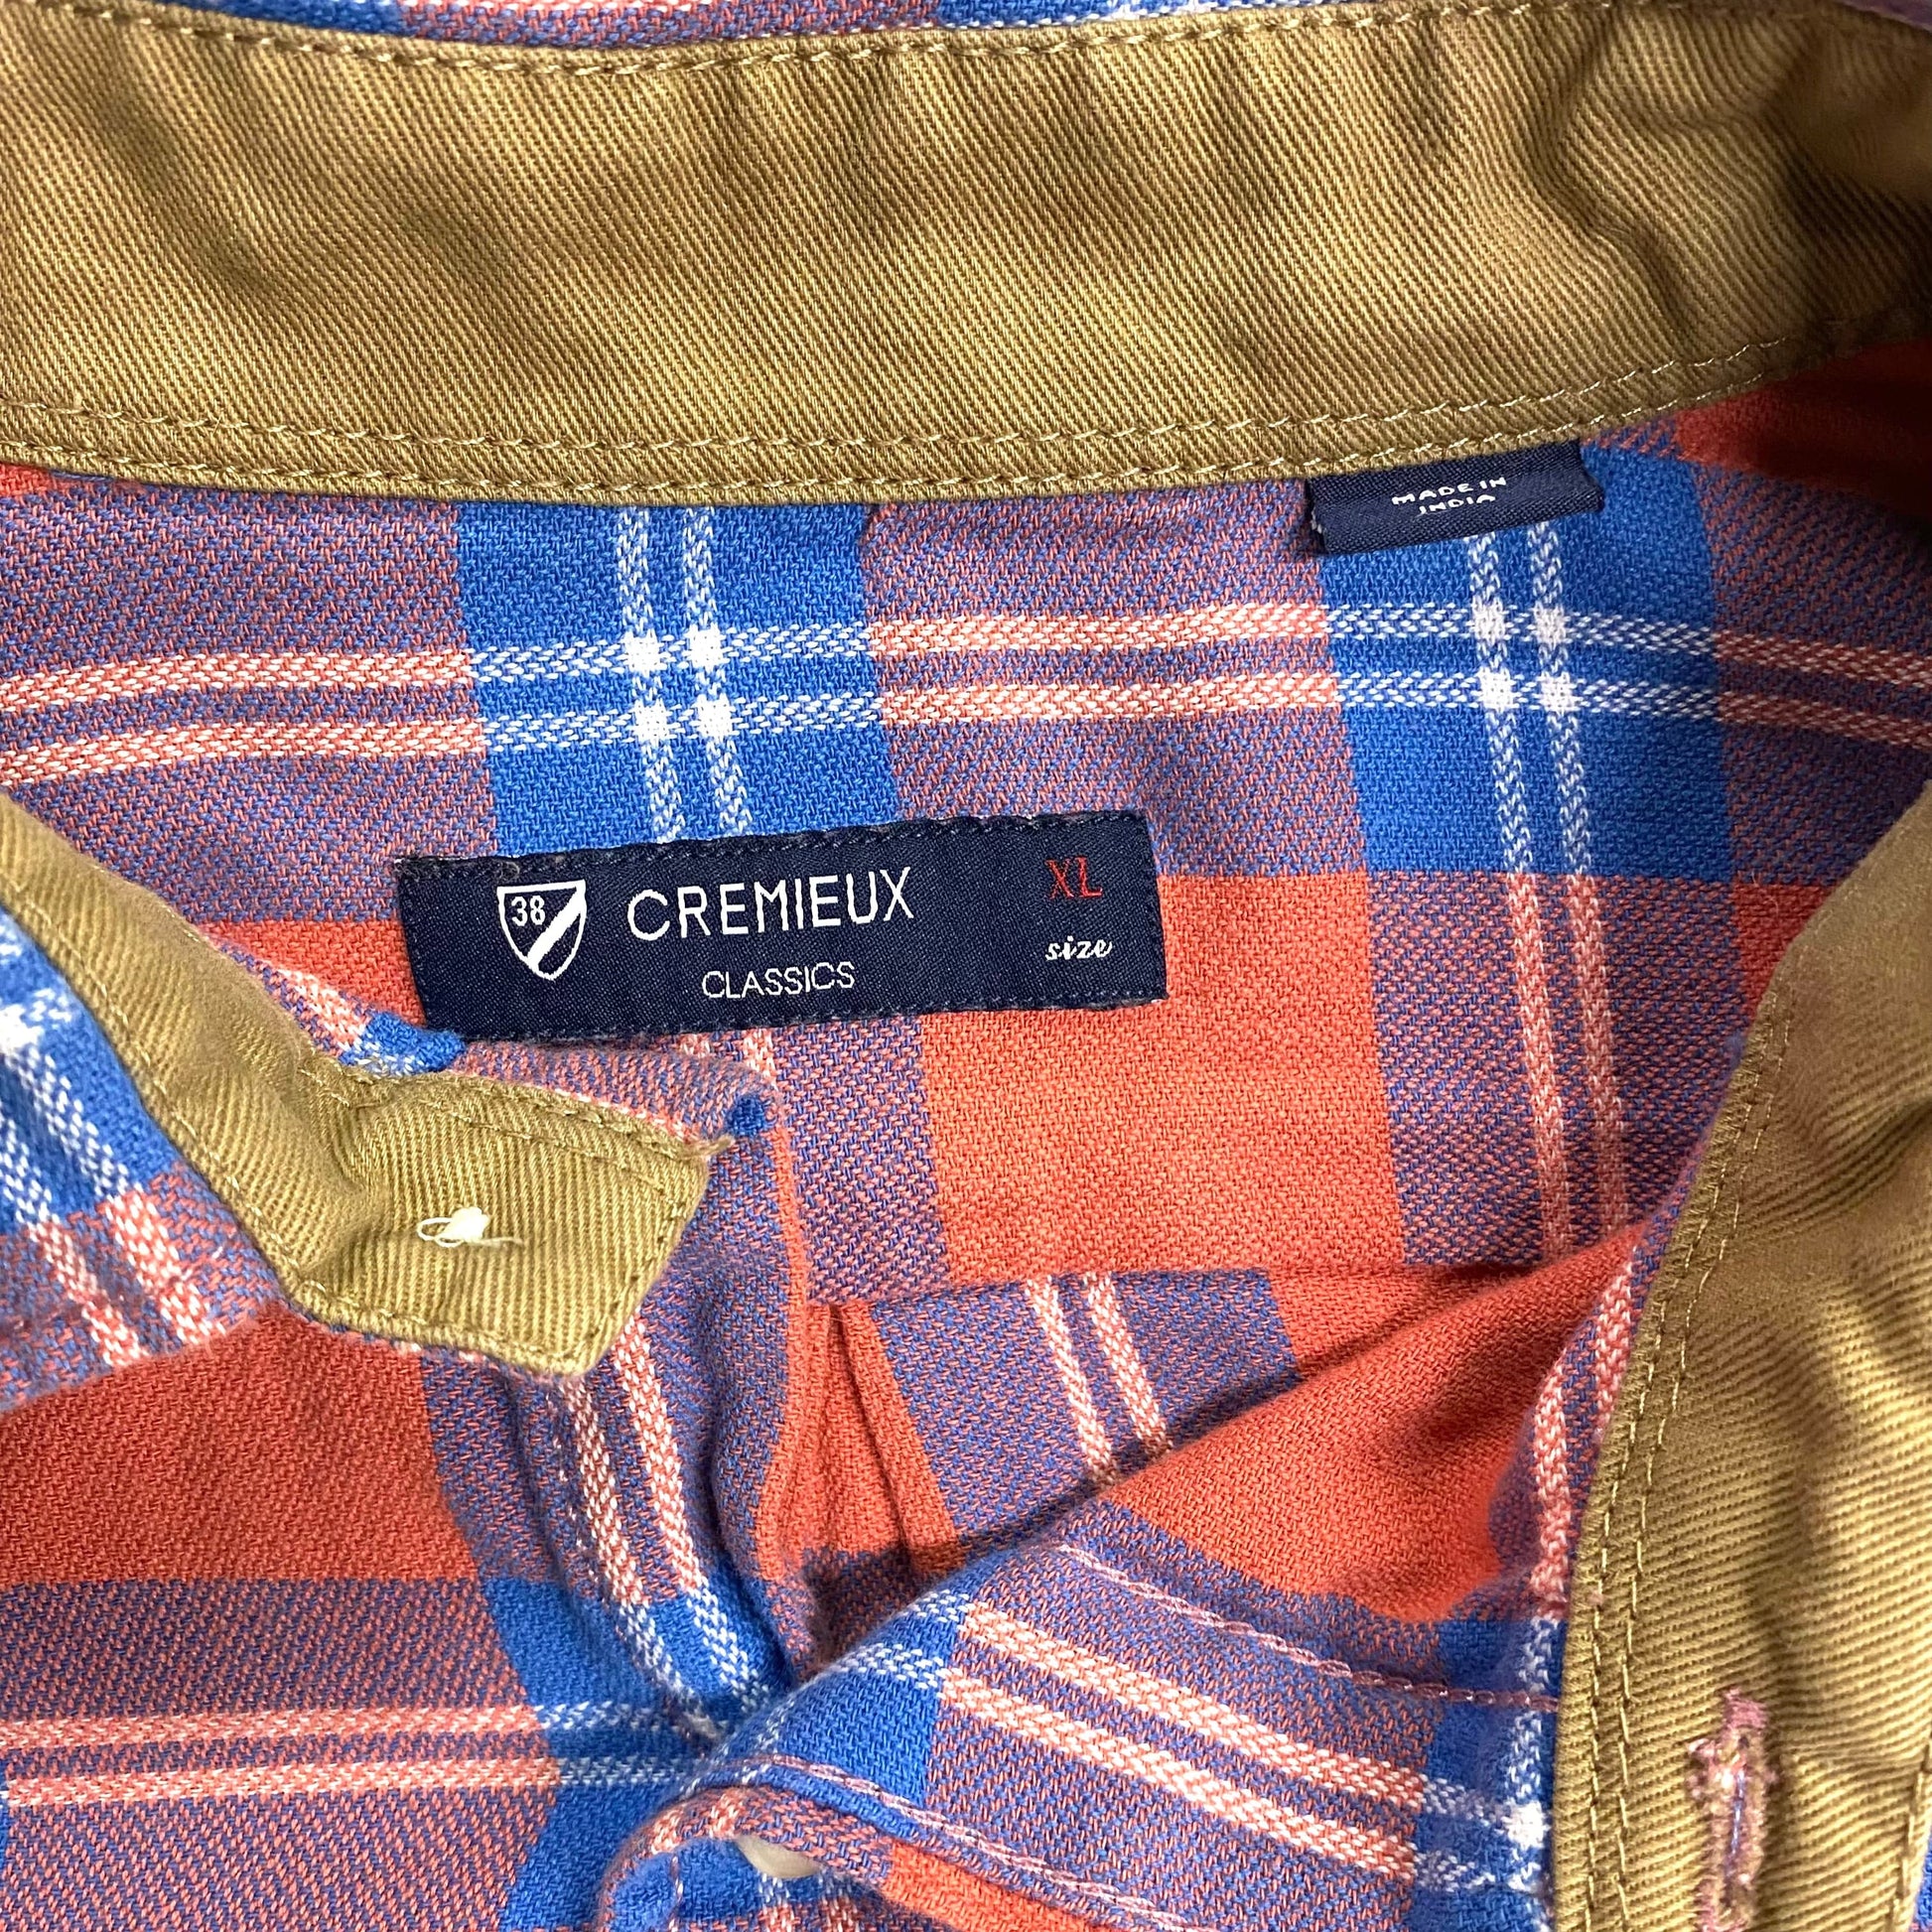 MADE IN
INDIA
38
CREMIEUX
CLASSICS
XL
size